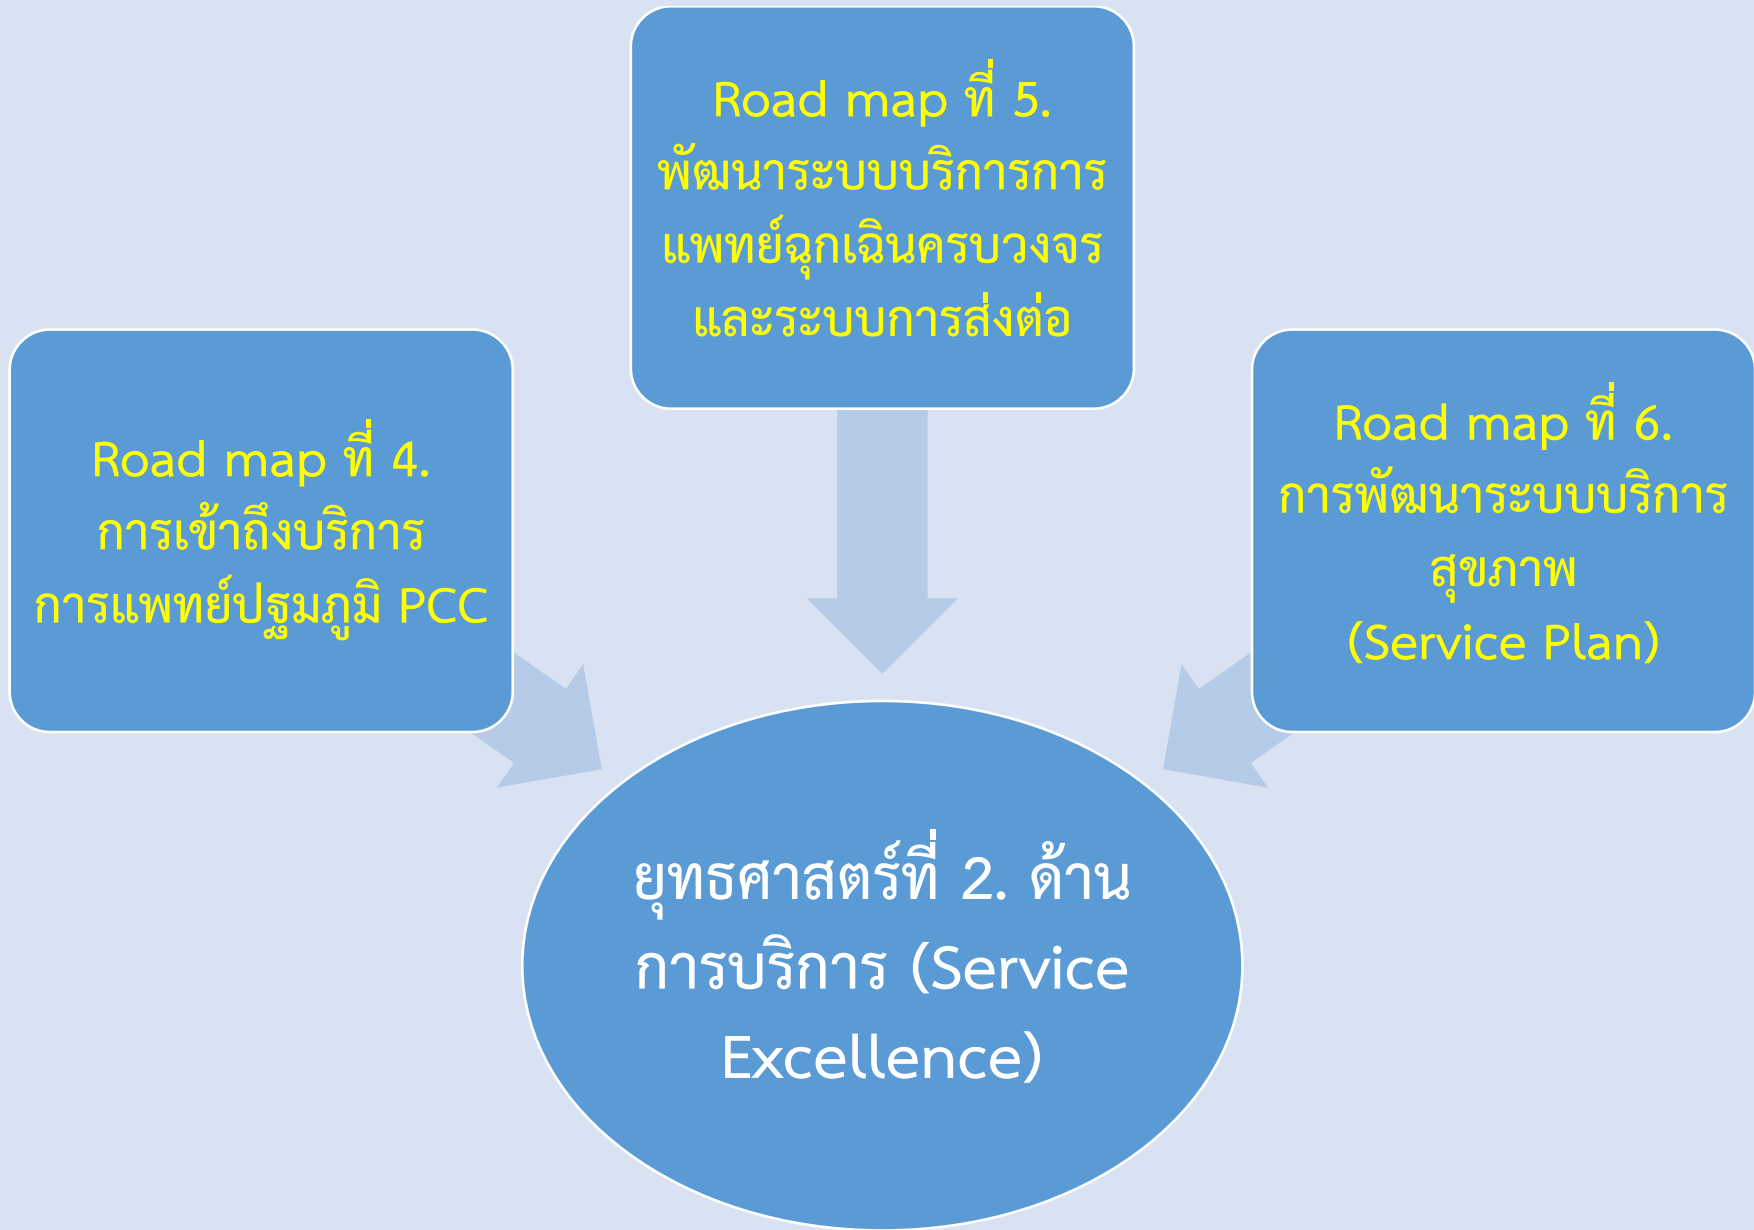 Road map ที่ 5.
พัฒนาระบบบริการการ
แพทย์ฉุกเฉินครบวงจร
และระบบการส่งต่อ
Road map ที่ 4.
การเข้าถึงบริการ
การแพทย์ปฐมภูมิ PCC
Road map ที่ 6.
การพัฒนาระบบบริการ
สุขภาพ
(Service Plan)
ยุทธศาสตร์ที่ 2. ด้าน
การบริการ (Service
Excellence)